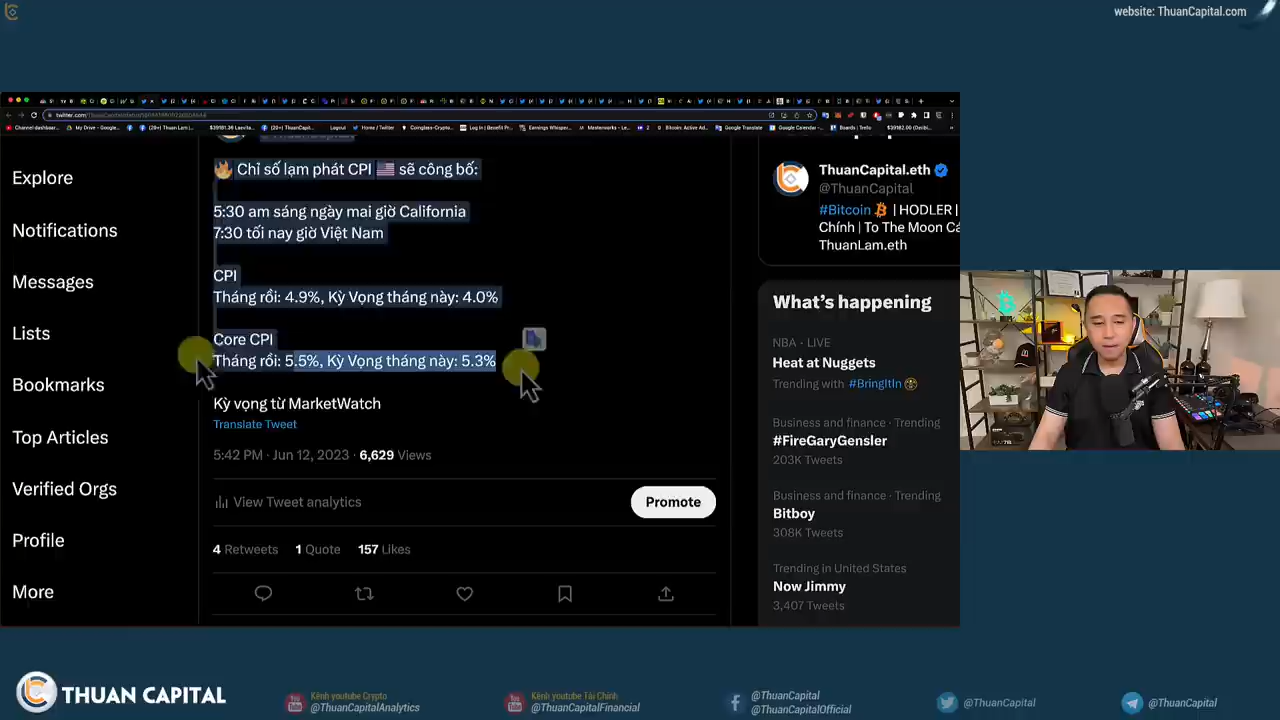 website: ThuanCapital.com
Explore
Notifications
Messages
Lists
Bookmarks
Top Articles
Verified Orgs
Profile
More
🔥 Chỉ số lạm phát CPI 🇺🇸 sẽ công bố:
5:30 am sáng ngày mai giờ California
7:30 tối nay giờ Việt Nam
CPI
Tháng rồi: 4.9%, Kỳ Vọng tháng này: 4.0%
Core CPI
Tháng rồi: 5.5%, Kỳ Vọng tháng này: 5.3%
Kỳ vọng từ MarketWatch
Translate Tweet
5:42 PM · Jun 12, 2023 · 6,629 Views
View Tweet analytics
Promote
4 Retweets 1 Quote 157 Likes
ThuanCapital.eth
@ThuanCapital
#Bitcoin | HODLER |
Chính | To The Moon
ThuanLam.eth
What's happening
NBA · LIVE
Heat at Nuggets
Trending with #BringItIn
Business and finance · Trending
#FireGaryGensler
203K Tweets
Business and finance · Trending
Bitboy
308K Tweets
Trending in United States
Now Jimmy
3,407 Tweets
THUAN CAPITAL
Kênh youtube Crypto
@ThuanCapitalAnalytics
Kênh youtube Tài Chính
@ThuanCapitalFinancial
@ThuanCapital
@ThuanCapitalOfficial
@ThuanCapital
@ThuanCapital